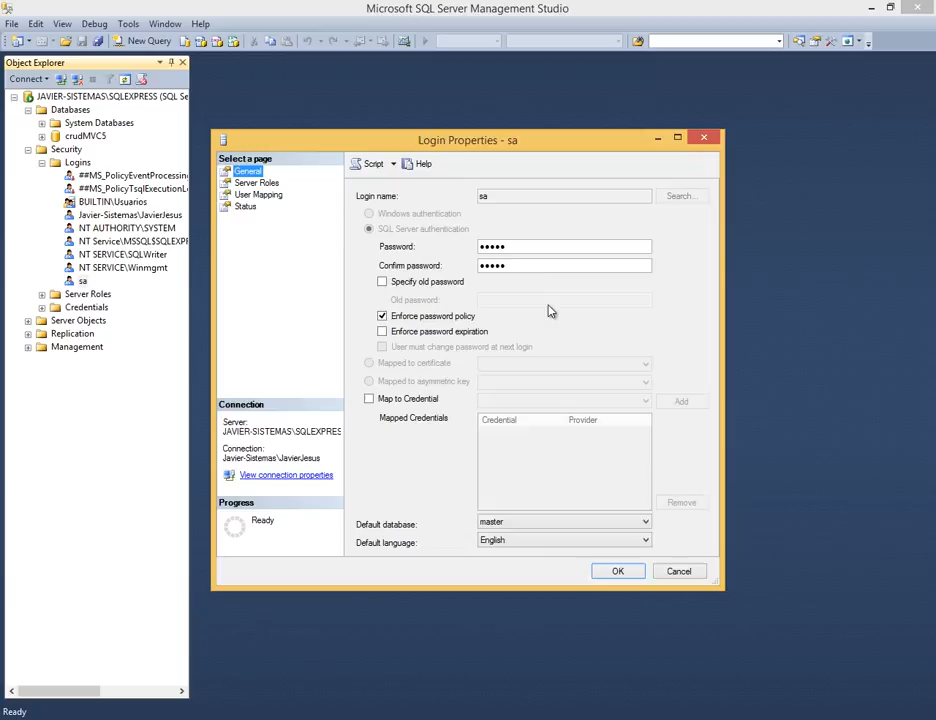 Microsoft SQL Server Management Studio
File Edit View Debug Tools Window Help
New Query
Object Explorer
Connect
JAVIER-SISTEMAS\SQLEXPRESS (SQL Se
Databases
System Databases
crudMVC5
Security
Logins
##MS_PolicyEventProcessing
##MS_PolicyTsqlExecutionLo
BUILTIN\Usuarios
Javier-Sistemas\JavierJesus
NT AUTHORITY\SYSTEM
NT Service\MSSQL$SQLEXP
NT SERVICE\SQLWriter
NT SERVICE\Winmgmt
sa
Server Roles
Credentials
Server Objects
Replication
Management
Login Properties - sa
Select a page
General
Server Roles
User Mapping
Status
Connection
Server:
JAVIER-SISTEMAS\SQLEXPRES
Connection:
Javier-Sistemas\JavierJesus
View connection properties
Progress
Ready
Script Help
Login name: sa Search...
Windows authentication
SQL Server authentication
Password: •••••
Confirm password: •••••
Specify old password
Old password:
Enforce password policy
Enforce password expiration
User must change password at next login
Mapped to certificate
Mapped to asymmetric key
Map to Credential Add
Mapped Credentials Credential Provider
Remove
Default database: master
Default language: English
OK Cancel
Ready